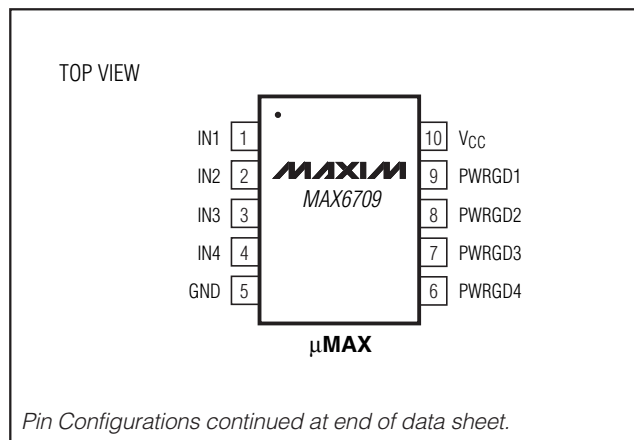 TOP VIEW
IN1 1 10 VCC
MAXIM
IN2 2 9 PWRGD1
MAX6709
IN3 3 8 PWRGD2
IN4 4 7 PWRGD3
GND 5 6 PWRGD4
μMAX
Pin Configurations continued at end of data sheet.